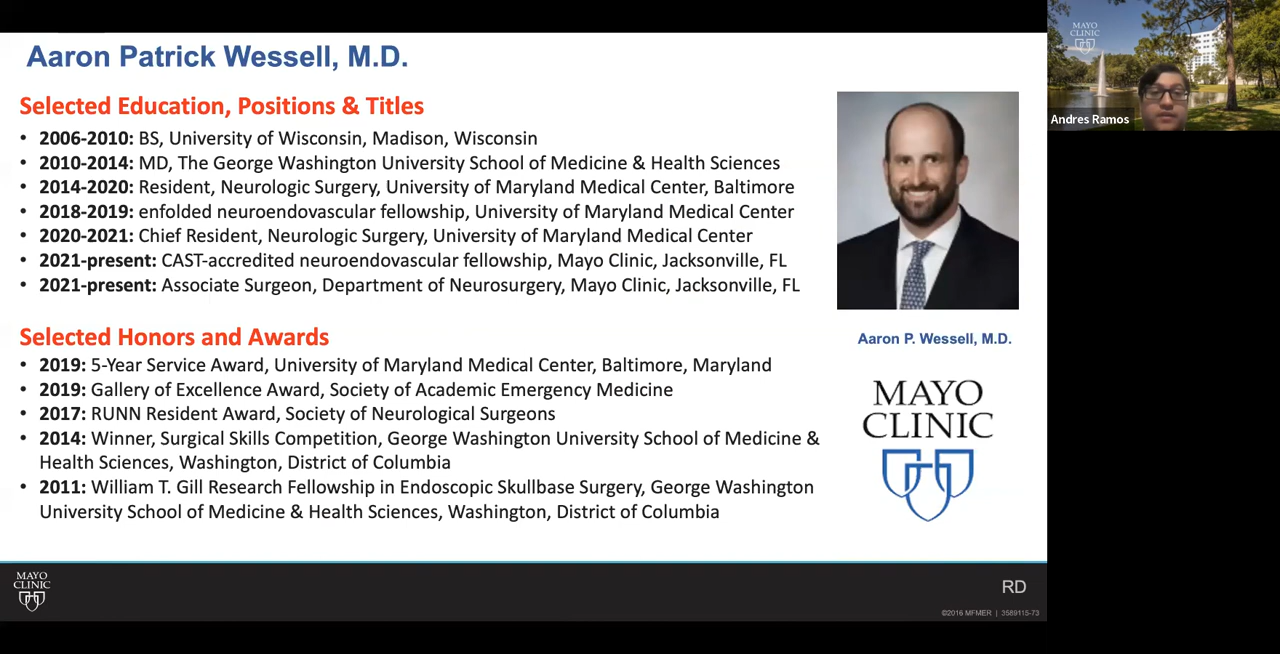 Aaron Patrick Wessell, M.D.
Selected Education, Positions & Titles
• 2006-2010: BS, University of Wisconsin, Madison, Wisconsin
• 2010-2014: MD, The George Washington University School of Medicine & Health Sciences
• 2014-2020: Resident, Neurologic Surgery, University of Maryland Medical Center, Baltimore
• 2018-2019: enfolded neuroendovascular fellowship, University of Maryland Medical Center
• 2020-2021: Chief Resident, Neurologic Surgery, University of Maryland Medical Center
• 2021-present: CAST-accredited neuroendovascular fellowship, Mayo Clinic, Jacksonville, FL
• 2021-present: Associate Surgeon, Department of Neurosurgery, Mayo Clinic, Jacksonville, FL
Selected Honors and Awards
• 2019: 5-Year Service Award, University of Maryland Medical Center, Baltimore, Maryland
• 2019: Gallery of Excellence Award, Society of Academic Emergency Medicine
• 2017: RUNN Resident Award, Society of Neurological Surgeons
• 2014: Winner, Surgical Skills Competition, George Washington University School of Medicine &
Health Sciences, Washington, District of Columbia
• 2011: William T. Gill Research Fellowship in Endoscopic Skullbase Surgery, George Washington
University School of Medicine & Health Sciences, Washington, District of Columbia
Aaron P. Wessell, M.D.
MAYO
CLINIC
MAYO
CLINIC
RD
©2016 MFMER | 3589115-73
MAYO
CLINIC
Andres Ramos